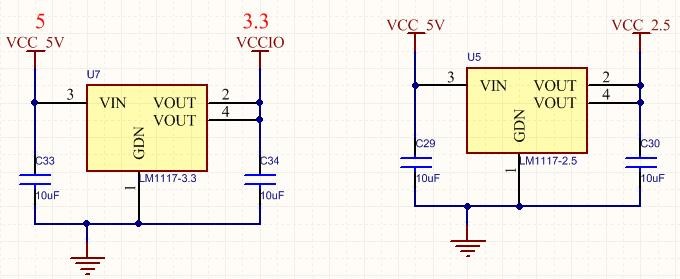 5
3.3
VCC_5V
VCCIO
U7
3
VIN
VOUT
2
VOUT
4
GDN
1
LM1117-3.3
C33
10uF
C34
10uF
VCC_5V
VCC_2.5
U5
3
VIN
VOUT
2
VOUT
4
GDN
1
LM1117-2.5
C29
10uF
C30
10uF